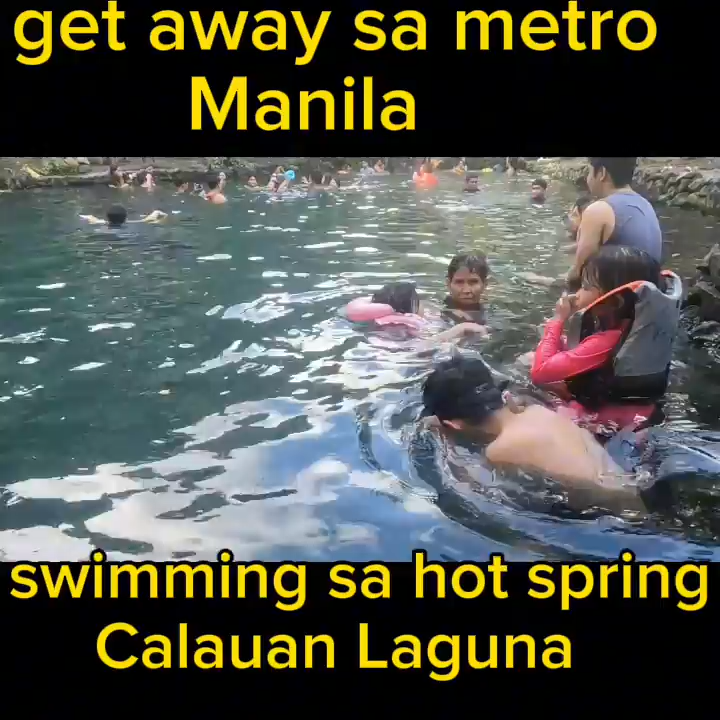 get away sa metro
Manila
swimming sa hot spring
Calauan Laguna